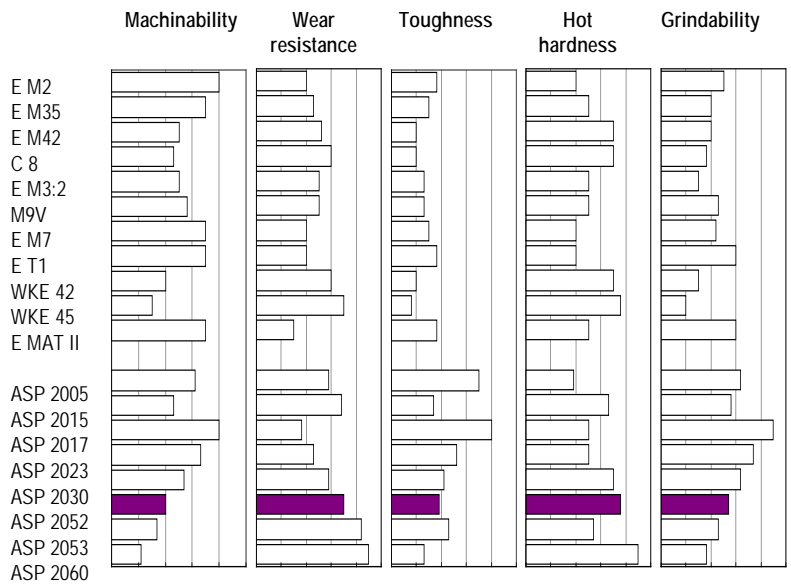 Machinability Wear resistance Toughness Hot hardness Grindability
E M2
E M35
E M42
C 8
E M3:2
M9V
E M7
E T1
WKE 42
WKE 45
E MAT II
ASP 2005
ASP 2015
ASP 2017
ASP 2023
ASP 2030
ASP 2052
ASP 2053
ASP 2060